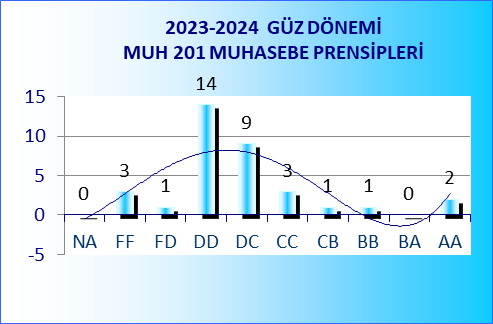 2023-2024 GÜZ DÖNEMİ
MUH 201 MUHASEBE PRENSİPLERİ
15
10
5
0
-5
0 3 1 14 9 3 1 1 0 2
NA FF FD DD DC CC CB BB BA AA